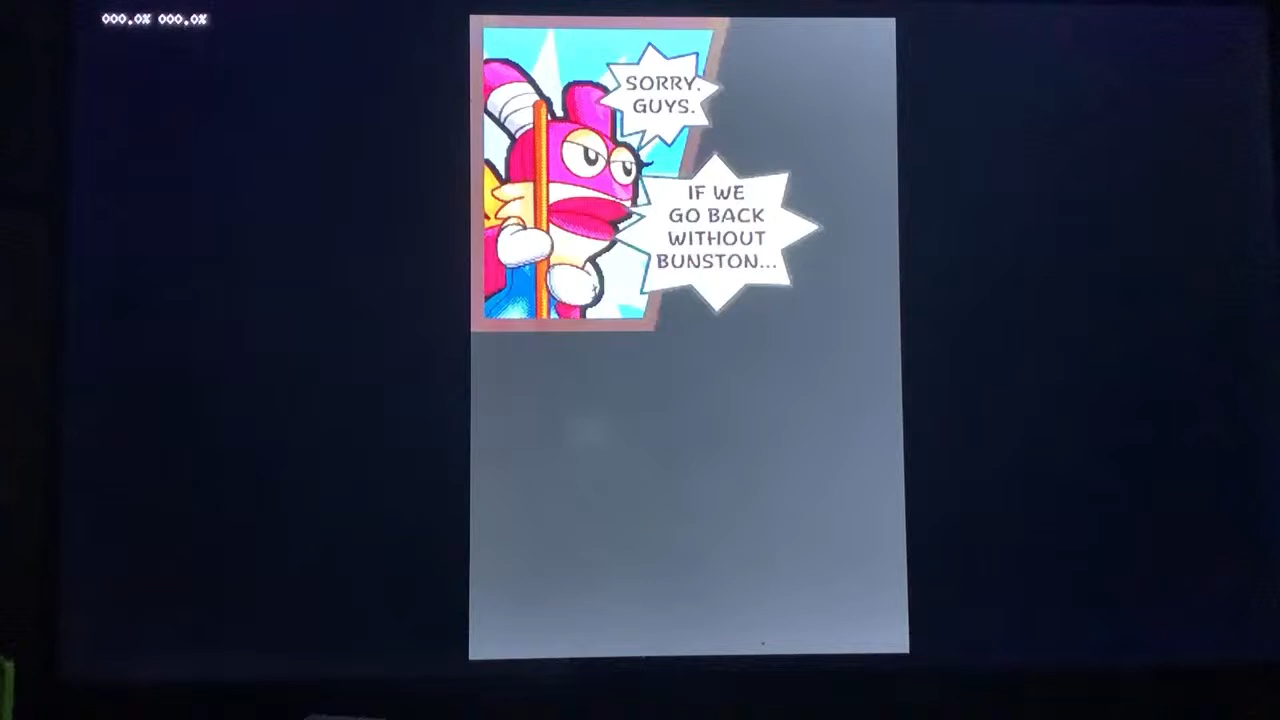 000.0% 000.0%
SORRY.
GUYS.
IF WE
GO BACK
WITHOUT
BUNSTON...